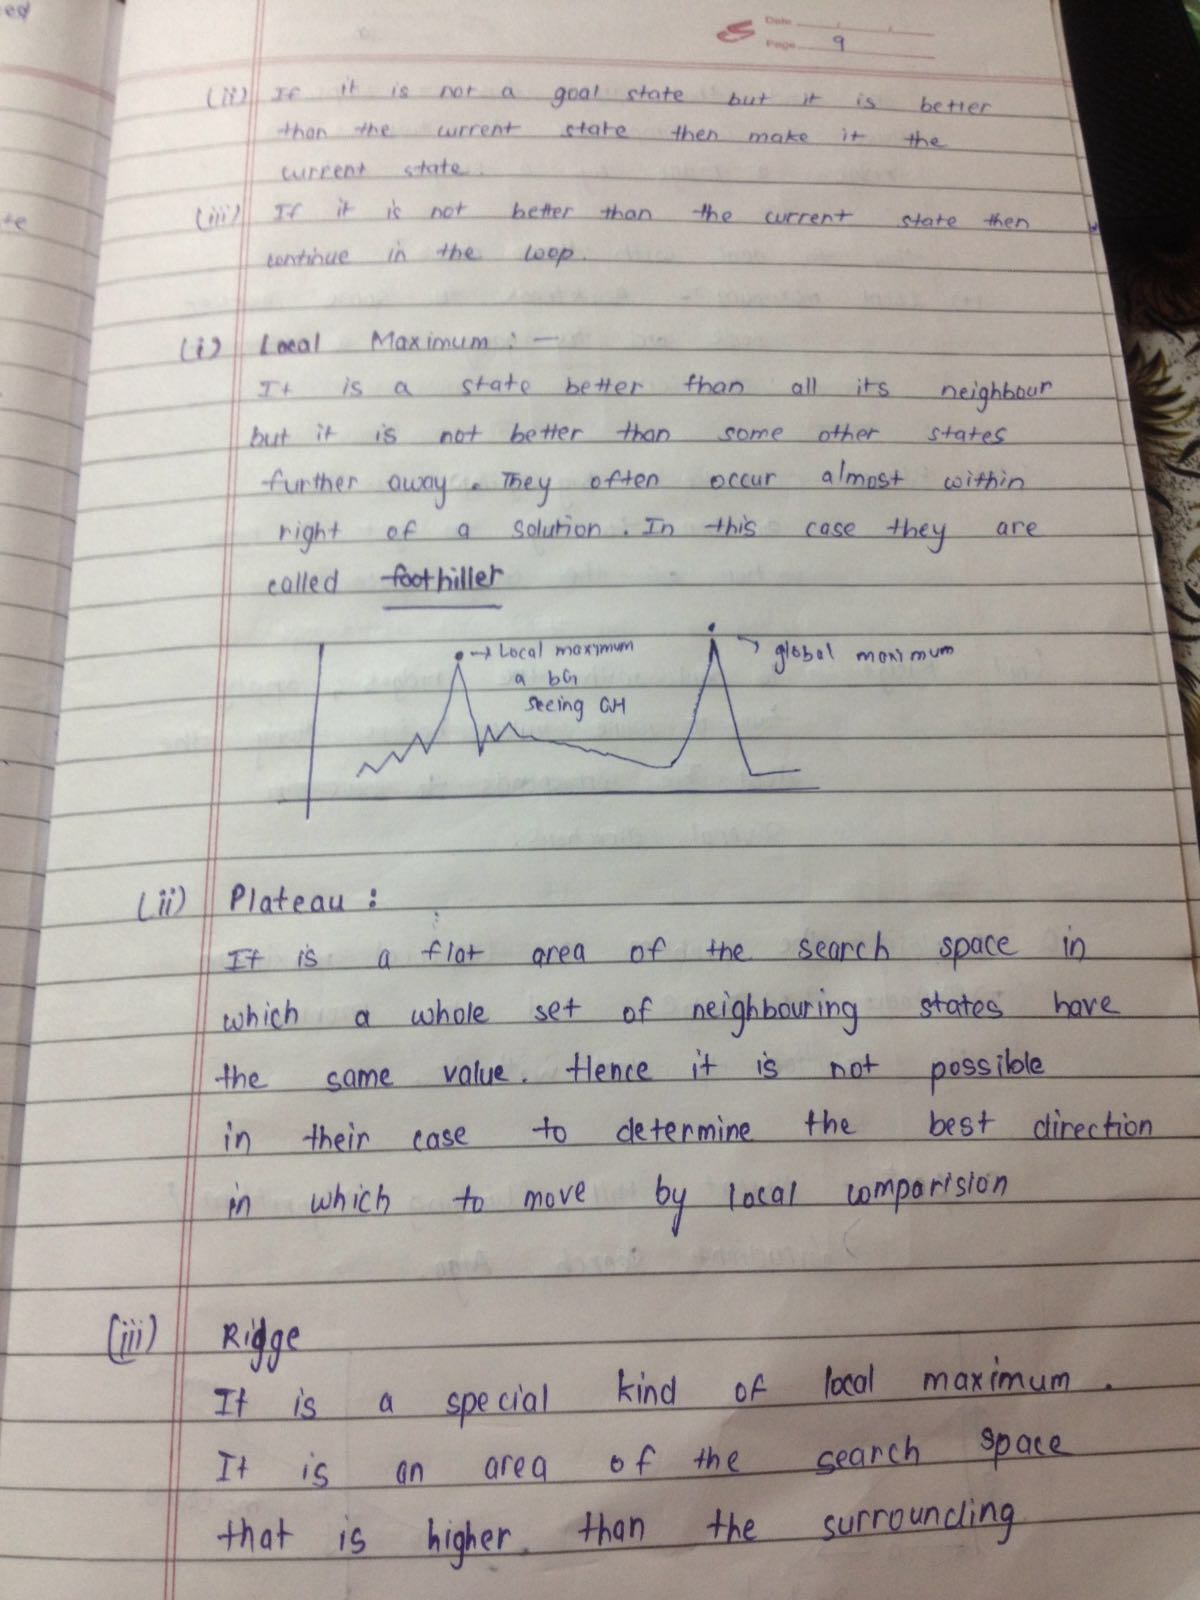 ed
te
Date
Page 9
(ii) If it is not a goal state but it is better
than the current state then make it the
current state.
(iii) If it is not better than the current state then
continue in the loop.
(i) Local Maximum : —
It is a state better than all its neighbour
but it is not better than some other states
further away. They often occur almost within
right of a solution. In this case they are
called foothiller
→ Local maximum
a
seeing GH
→ global maximum
(ii) Plateau :
It is a flat area of the search space in
which a whole set of neighbouring states have
the same value. Hence it is not possible
in their case to determine the best direction
in which to move by local comparision
(iii) Ridge
It is a special kind of local maximum.
It is an area of the search space
that is higher than the surrounding